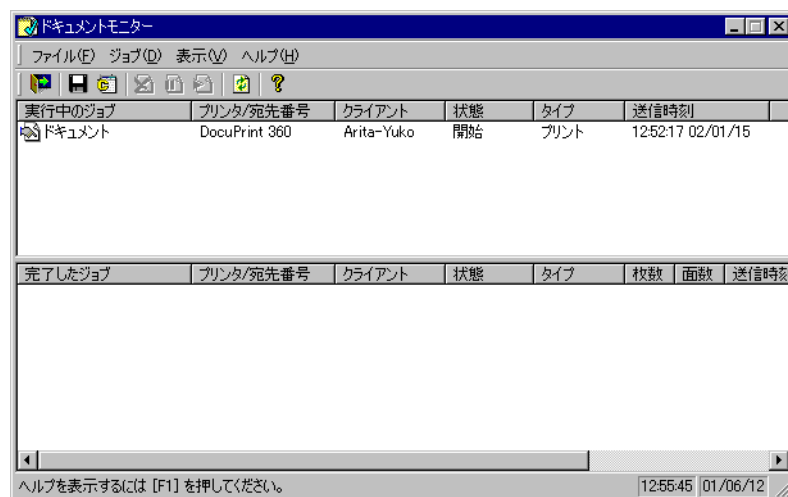 ドキュメントモニター
ファイル(F) ジョブ(D) 表示(V) ヘルプ(H)
実行中のジョブ プリンタ/宛先番号 クライアント 状態 タイプ 送信時刻
ドキュメント DocuPrint 360 Arita-Yuko 開始 プリント 12:52:17 02/01/15
完了したジョブ プリンタ/宛先番号 クライアント 状態 タイプ 枚数 面数 送信時刻
ヘルプを表示するには [F1] を押してください。 12:55:45 01/06/12